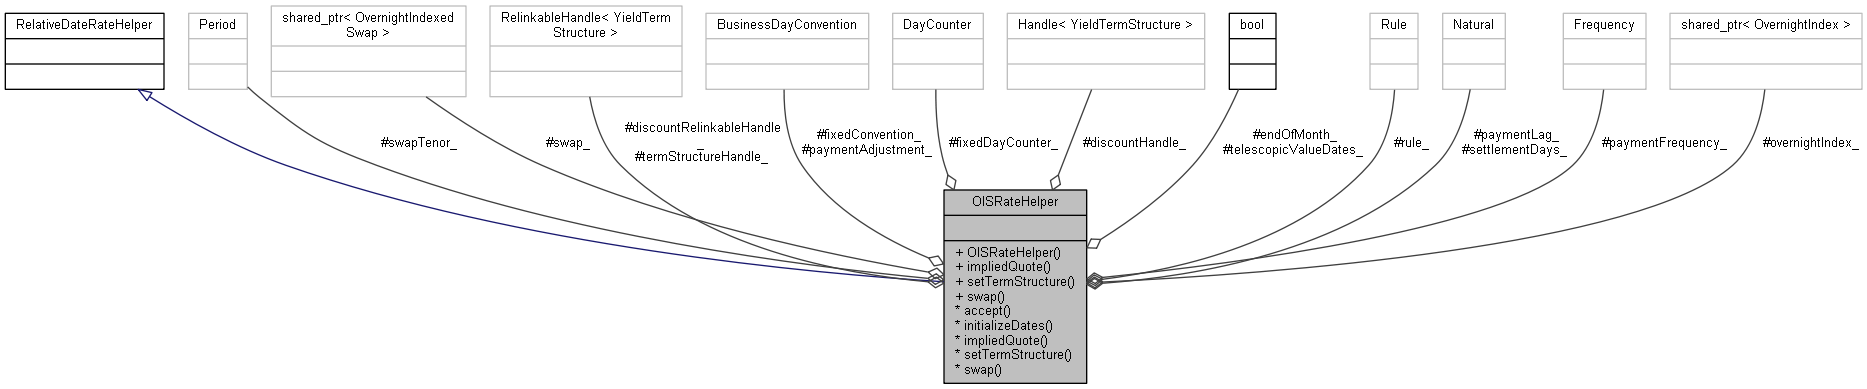 RelativeDateRateHelper
Period
shared_ptr< OvernightIndexed
Swap >
RelinkableHandle< YieldTerm
Structure >
BusinessDayConvention
DayCounter
Handle< YieldTermStructure >
bool
Rule
Natural
Frequency
shared_ptr< OvernightIndex >
#swapTenor_
#swap_
#discountRelinkableHandle
_
#termStructureHandle_
#fixedConvention_
#paymentAdjustment_
#fixedDayCounter_
#discountHandle_
#endOfMonth_
#telescopicValueDates_
#rule_
#paymentLag_
#settlementDays_
#paymentFrequency_
#overnightIndex_
OISRateHelper
+ OISRateHelper()
+ impliedQuote()
+ setTermStructure()
+ swap()
* accept()
* initializeDates()
* impliedQuote()
* setTermStructure()
* swap()